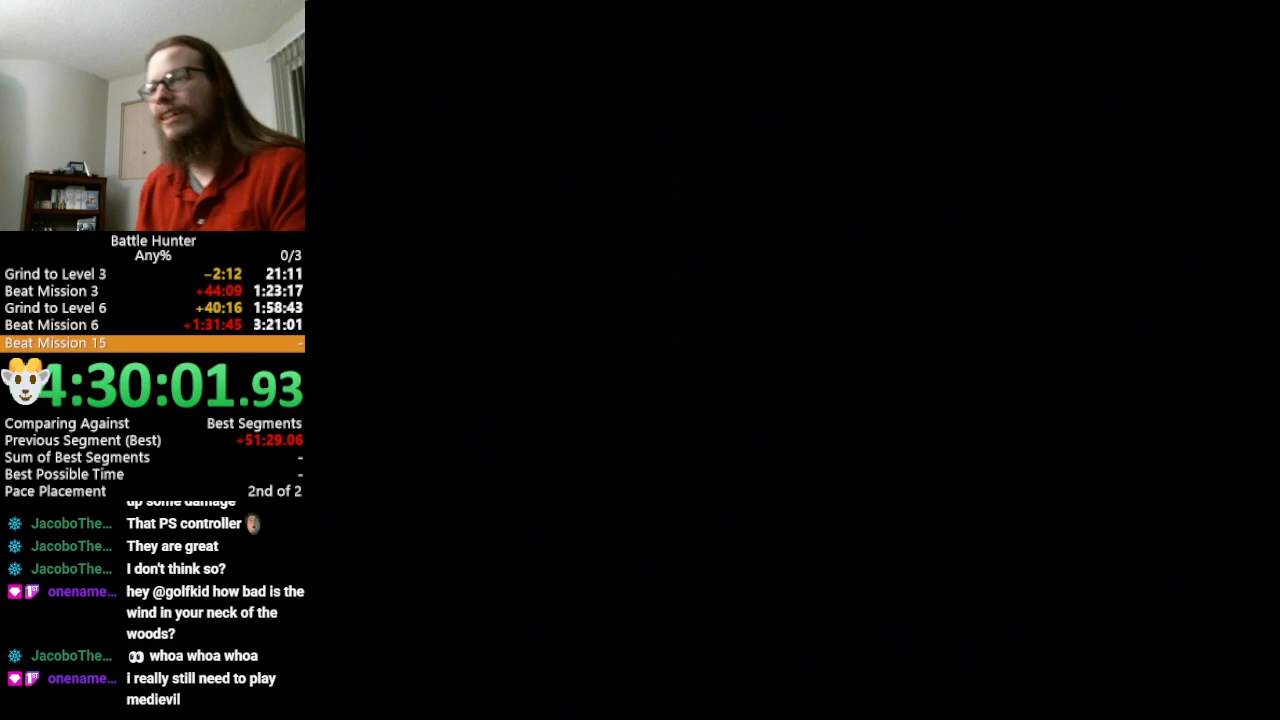 Battle Hunter
Any% 0/3
Grind to Level 3 −2:12 21:11
Beat Mission 3 +44:09 1:23:17
Grind to Level 6 +40:16 1:58:43
Beat Mission 6 +1:31:45 3:21:01
Beat Mission 15 -
4:30:01.93
Comparing Against Best Segments
Previous Segment (Best) +51:29.06
Sum of Best Segments -
Best Possible Time -
Pace Placement 2nd of 2
up some damage
JacoboThe... That PS controller
JacoboThe... They are great
JacoboThe... I don't think so?
1ST onename... hey @golfkid how bad is the
wind in your neck of the
woods?
JacoboThe... whoa whoa whoa
1ST onename... i really still need to play
medievil